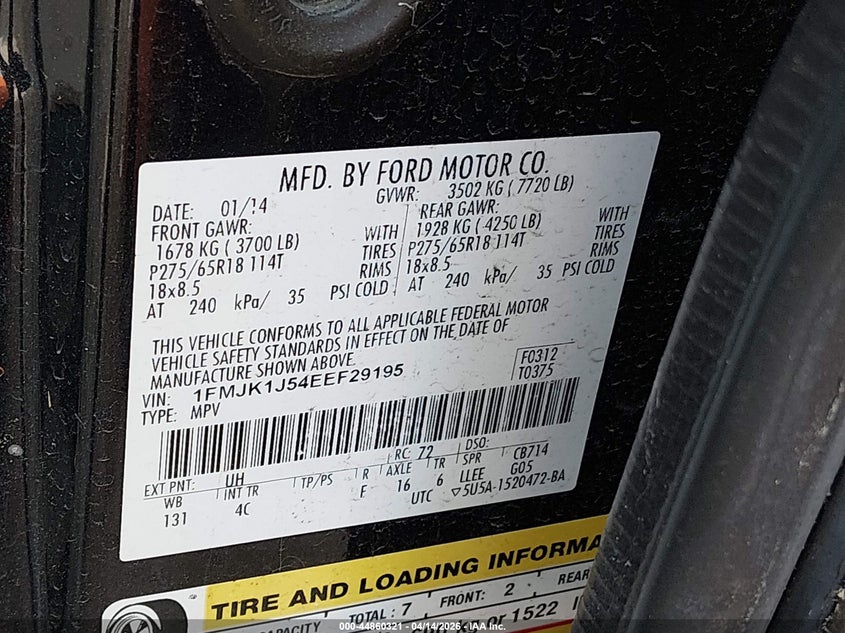 MFD. BY FORD MOTOR CO.
DATE: 01/14 GVWR: 3502 KG ( 7720 LB)
FRONT GAWR: WITH REAR GAWR: WITH
1678 KG ( 3700 LB) TIRES 1928 KG ( 4250 LB) TIRES
P275/65R18 114T RIMS P275/65R18 114T RIMS
18x8.5 18x8.5
AT 240 kPa/ 35 PSI COLD AT 240 kPa/ 35 PSI COLD
THIS VEHICLE CONFORMS TO ALL APPLICABLE FEDERAL MOTOR
VEHICLE SAFETY STANDARDS IN EFFECT ON THE DATE OF
MANUFACTURE SHOWN ABOVE.
VIN: 1FMJK1J54EEF29195 F0312
TYPE: MPV T0375
EXT PNT: UH RC: 72 DSO:
WB INT TR TP/PS R AXLE TR SPR CB714
131 4C F 16 6 LLEE G05
UTC ▽5U5A-1520472-BA
TIRE AND LOADING INFORMA
CAPACITY TOTAL : 7 FRONT: 2 REAR
or 1522
000-44860321 - 04/14/2026 - IAA Inc.